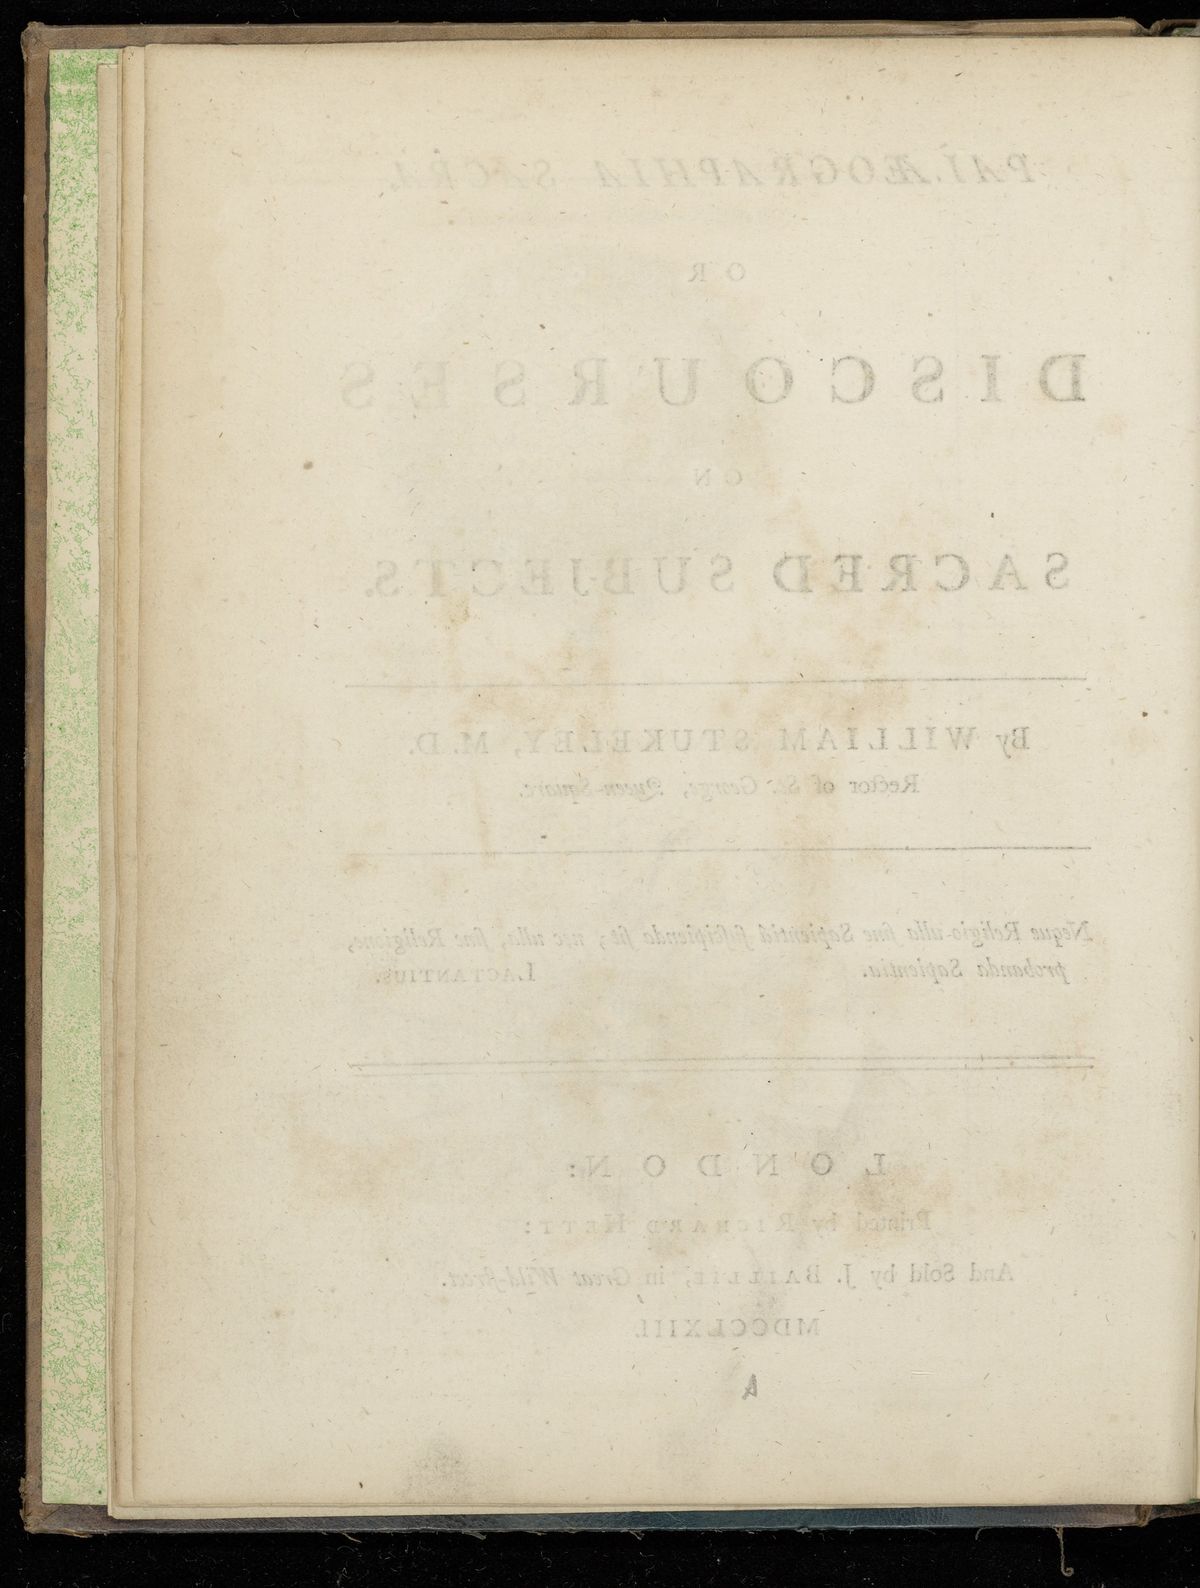 PALÆOGRAPHIA SACRA.
OR
DISCOURSES
ON
SACRED SUBJECTS.
By WILLIAM STUKELEY, M.D.
Rector of St. George, Queen-Square.
Neque Religio ulla sine Sapientiâ suscipienda sit; nec ulla, sine Religione,
probanda Sapientia. LACTANTIUS.
LONDON:
Printed by RICHARD HETT:
And Sold by J. BAILLIE, in Great Wild-street.
MDCCLXIII.